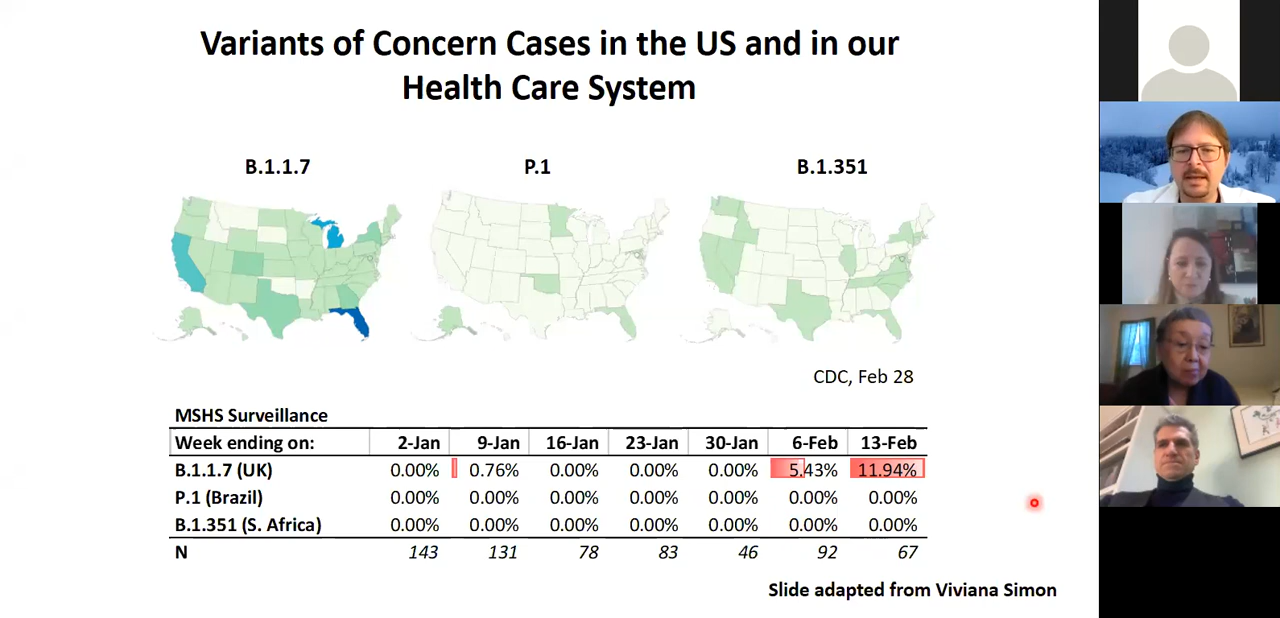 Variants of Concern Cases in the US and in our
Health Care System
B.1.1.7 P.1 B.1.351
CDC, Feb 28
MSHS Surveillance
Week ending on: 2-Jan 9-Jan 16-Jan 23-Jan 30-Jan 6-Feb 13-Feb
B.1.1.7 (UK) 0.00% 0.76% 0.00% 0.00% 0.00% 5.43% 11.94%
P.1 (Brazil) 0.00% 0.00% 0.00% 0.00% 0.00% 0.00% 0.00%
B.1.351 (S. Africa) 0.00% 0.00% 0.00% 0.00% 0.00% 0.00% 0.00%
N 143 131 78 83 46 92 67
Slide adapted from Viviana Simon